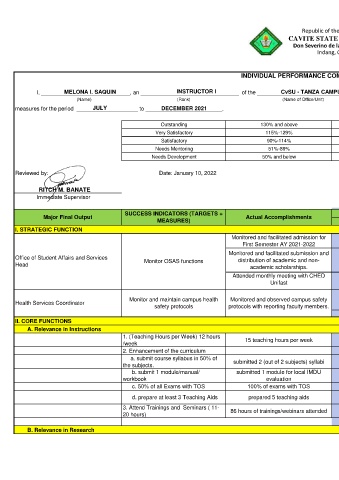 Republic of the
CAVITE STATE
Don Severino de l
Indang,
INDIVIDUAL PERFORMANCE COM
I, MELONA I. SAQUIN, an INSTRUCTOR I of the CvSU - TANZA CAMP
(Name) (Rank) (Name of Office/Unit)
measures for the period JULY to DECEMBER 2021.
Outstanding 130% and above
Very Satisfactory 115%-129%
Satisfactory 90%-114%
Needs Mentoring 51%-89%
Needs Development 50% and below
Reviewed by: Date: January 10, 2022
RITCH M. BANATE
Immediate Supervisor
Major Final Output SUCCESS INDICATORS (TARGETS + MEASURES) Actual Accomplishments
I. STRATEGIC FUNCTION
Office of Student Affairs and Services Head
Monitor OSAS functions
Monitored and facilitated admission for First Semester AY 2021-2022
Monitored and facilitated submission and distribution of academic and non-academic scholarships.
Attended monthly meeting with CHED Unifast
Health Services Coordinator
Monitor and maintain campus health safety protocols
Monitored and observed campus safety protocols with reporting faculty members.
II. CORE FUNCTIONS
A. Relevance in Instructions
1. (Teaching Hours per Week) 12 hours /week 15 teaching hours per week
2. Enhancement of the curriculum
a. submit course syllabus in 50% of the subjects. submitted 2 (out of 2 subjects) syllabi
b. submit 1 module/manual/ workbook submitted 1 module for local IMDU evaluation
c. 50% of all Exams with TOS 100% of exams with TOS
d. prepare at least 3 Teaching Aids prepared 5 teaching aids
3. Attend Trainings and Seminars ( 11-20 hours) 86 hours of trainings/webinars attended
B. Relevance in Research